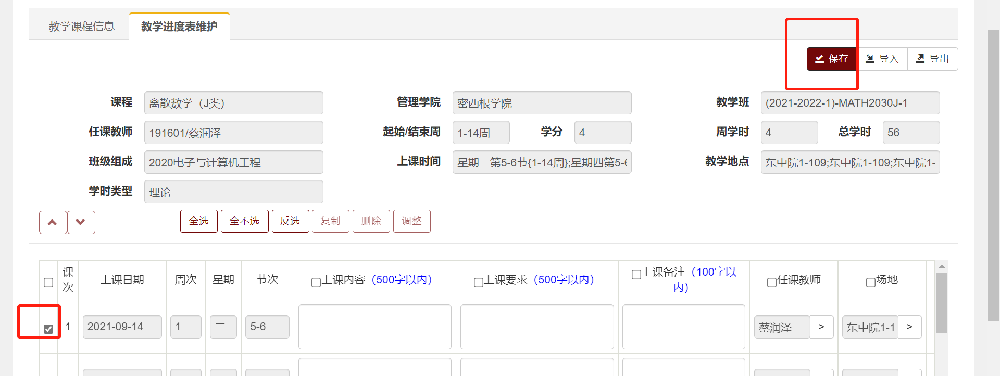 教学课程信息 教学进度表维护
保存 导入 导出
课程 离散数学（J类） 管理学院 密西根学院 教学班 (2021-2022-1)-MATH2030J-1
任课教师 191601/蔡润泽 起始/结束周 1-14周 学分 4 周学时 4 总学时 56
班级组成 2020电子与计算机工程 上课时间 星期二第5-6节{1-14周};星期四第5-6 教学地点 东中院1-109;东中院1-109;东中院1-
学时类型 理论
全选 全不选 反选 复制 删除 调整
课次 上课日期 周次 星期 节次 上课内容（500字以内） 上课要求（500字以内） 上课备注（100字以内） 任课教师 场地
1 2021-09-14 1 二 5-6 蔡润泽 > 东中院1-1 >